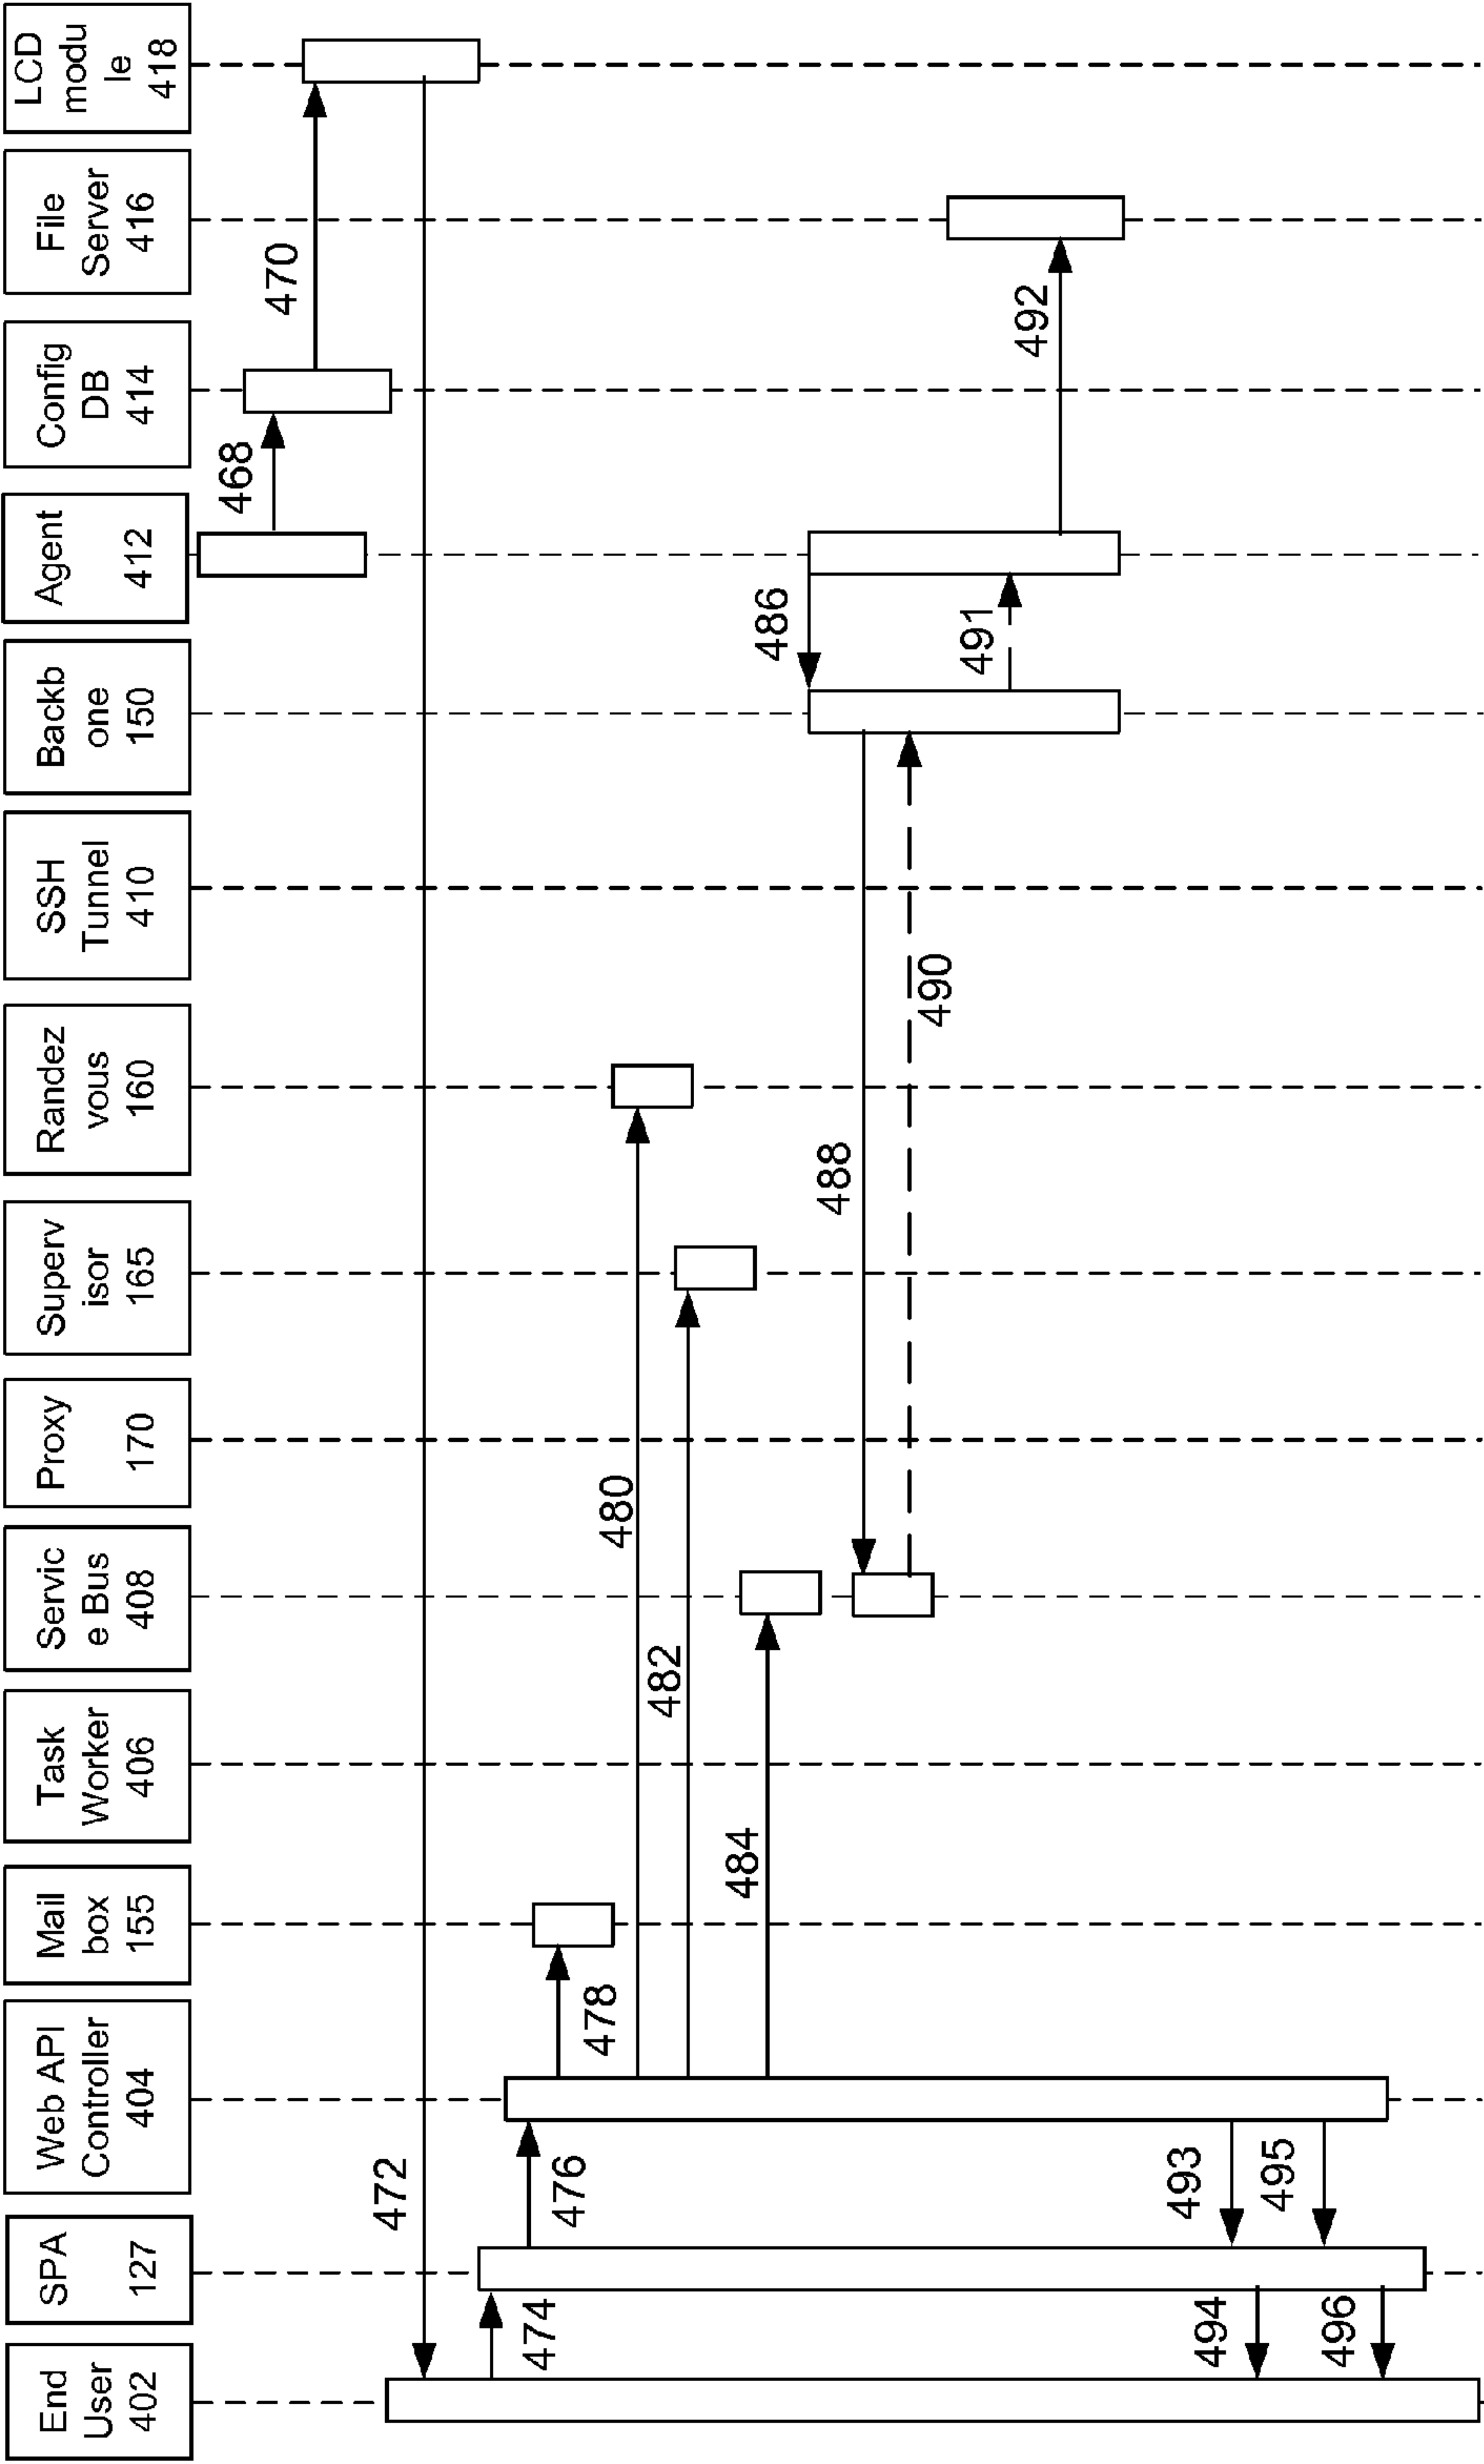 End
User
402
SPA
127
Web API
Controller
404
Mail
box
155
Task
Worker
406
Servic
e Bus
408
Proxy
170
Superv
isor
165
Randez
vous
160
SSH
Tunnel
410
Backb
one
150
Agent
412
Config
DB
414
File
Server
416
LCD
modu
le
418
468
470
472
474
476
478
480
482
484
486
488
490
491
492
493
494
495
496